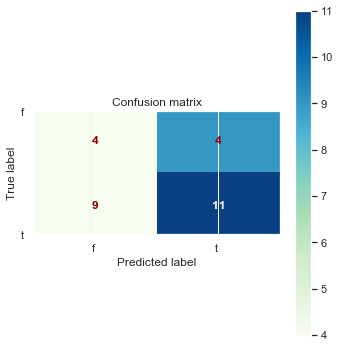 Confusion matrix
True label
f
t
4
4
9
11
f
t
Predicted label
11
10
9
8
7
6
5
4